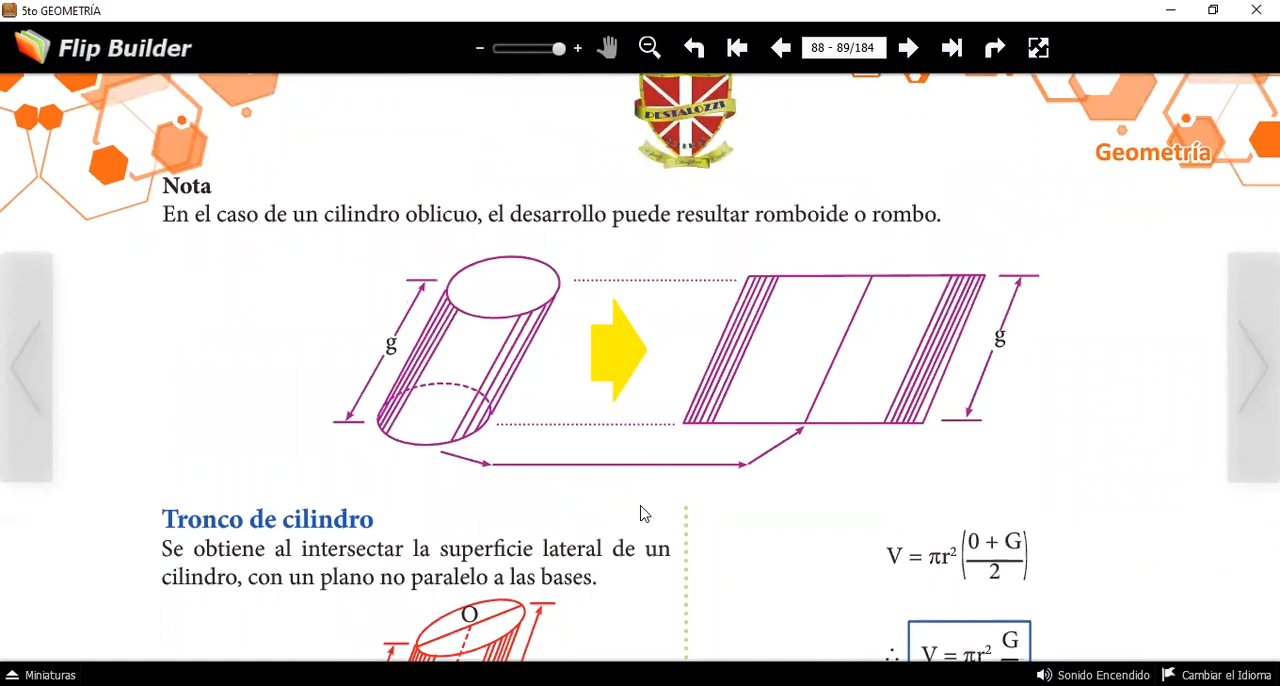 5to GEOMETRÍA
Flip Builder
88 - 89/184
PESTALOZZI
Geometría
Nota
En el caso de un cilindro oblicuo, el desarrollo puede resultar romboide o rombo.
g
g
Tronco de cilindro
Se obtiene al intersectar la superficie lateral de un
cilindro, con un plano no paralelo a las bases.
O
V = πr² (0 + G / 2)
∴ V = πr² G
Miniaturas
Sonido Encendido
Cambiar el Idioma